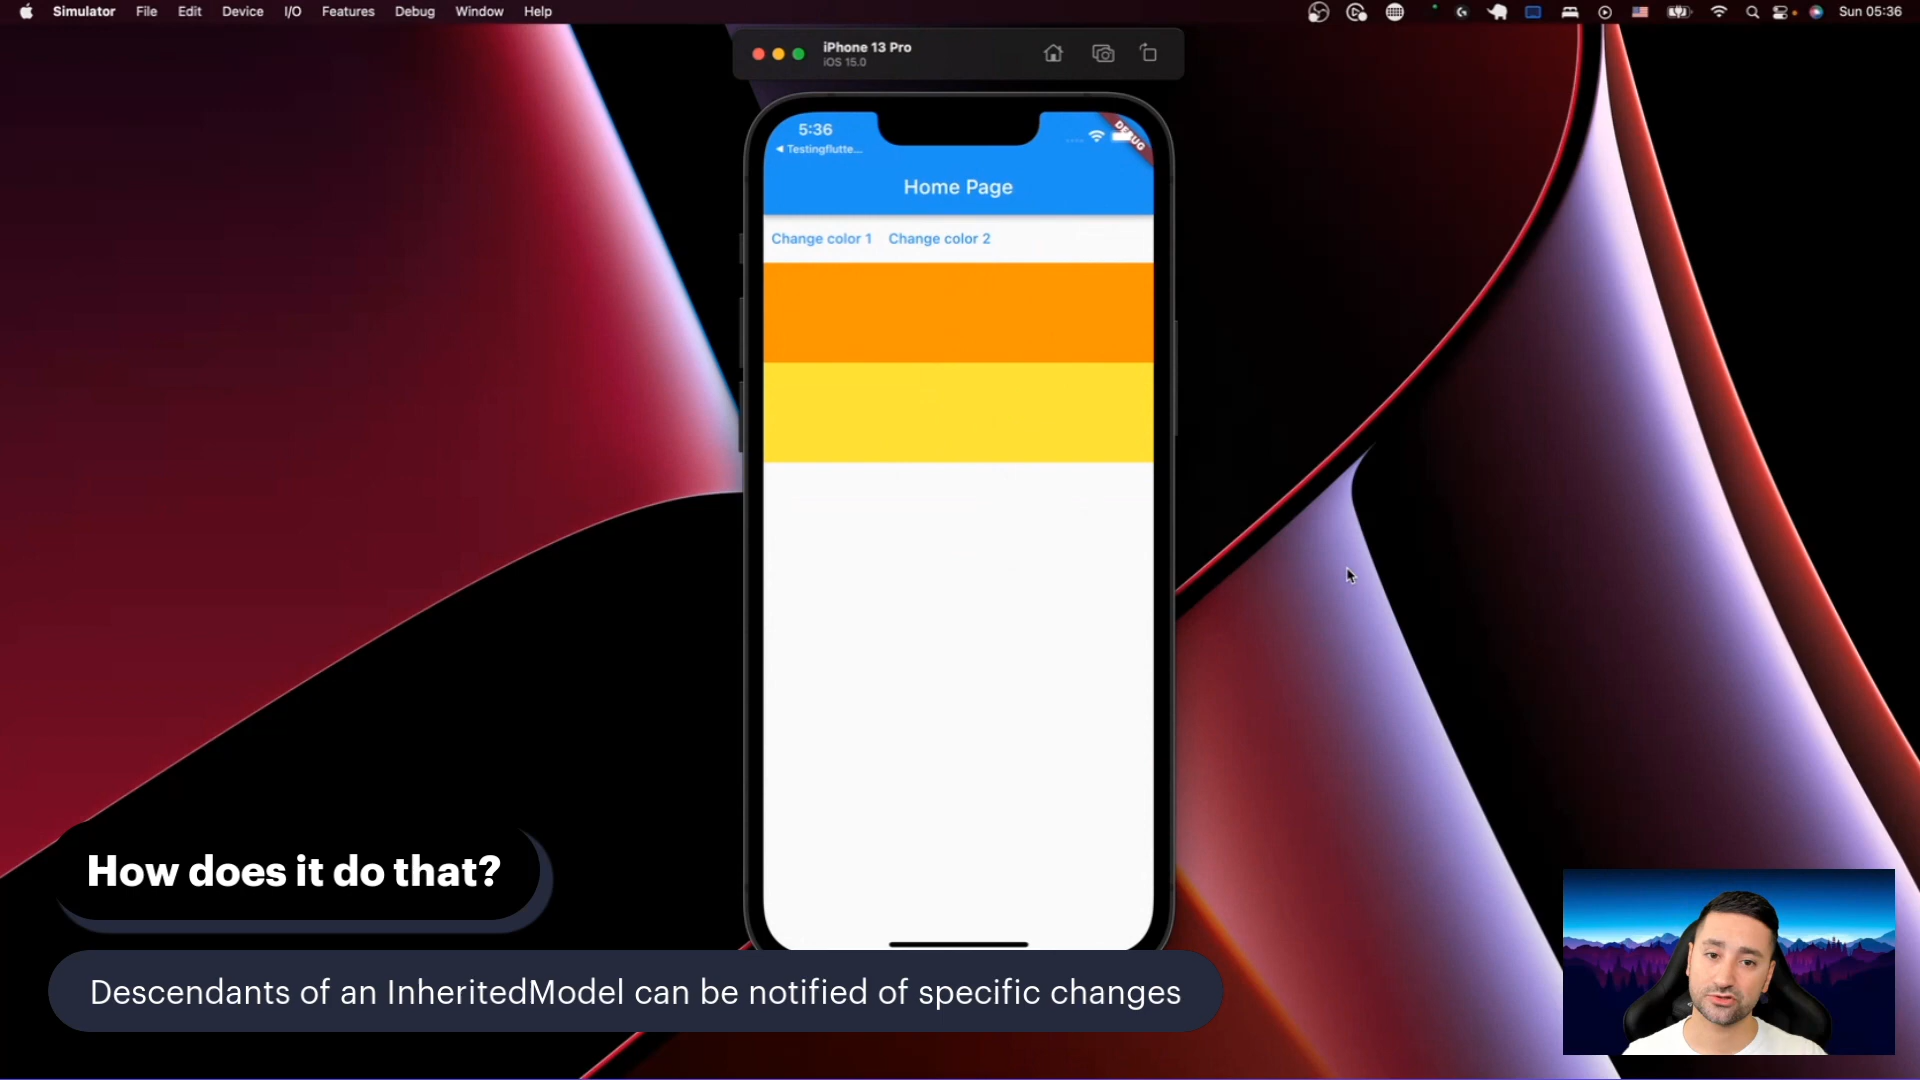 Simulator File Edit Device I/O Features Debug Window Help Sun 05:36
iPhone 13 Pro
iOS 15.0
5:36
DEBUG
◀ Testingflutte...
Home Page
Change color 1 Change color 2
How does it do that?
Descendants of an InheritedModel can be notified of specific changes